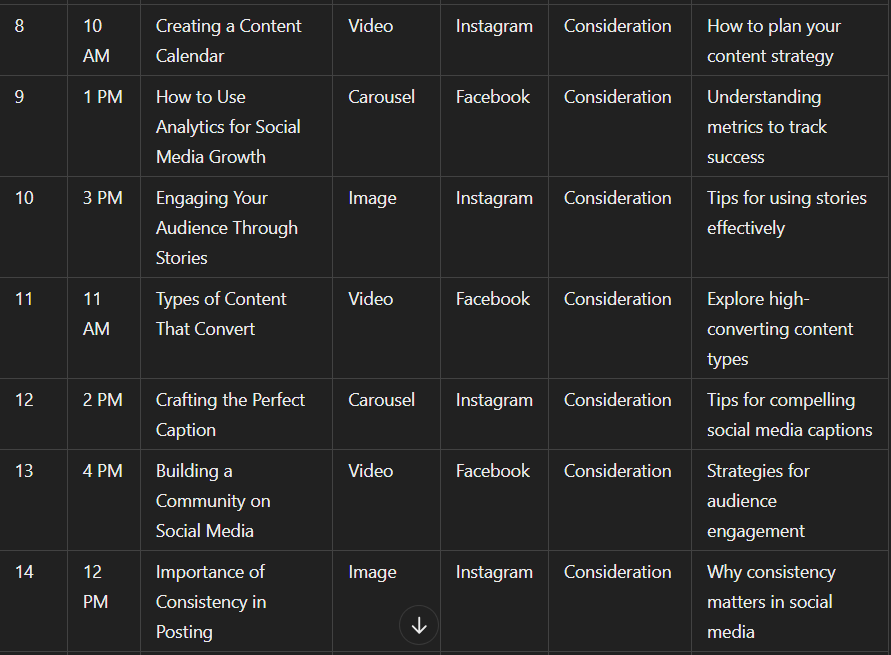 8 10 AM Creating a Content Calendar Video Instagram Consideration How to plan your content strategy
9 1 PM How to Use Analytics for Social Media Growth Carousel Facebook Consideration Understanding metrics to track success
10 3 PM Engaging Your Audience Through Stories Image Instagram Consideration Tips for using stories effectively
11 11 AM Types of Content That Convert Video Facebook Consideration Explore high-converting content types
12 2 PM Crafting the Perfect Caption Carousel Instagram Consideration Tips for compelling social media captions
13 4 PM Building a Community on Social Media Video Facebook Consideration Strategies for audience engagement
14 12 PM Importance of Consistency in Posting Image Instagram Consideration Why consistency matters in social media